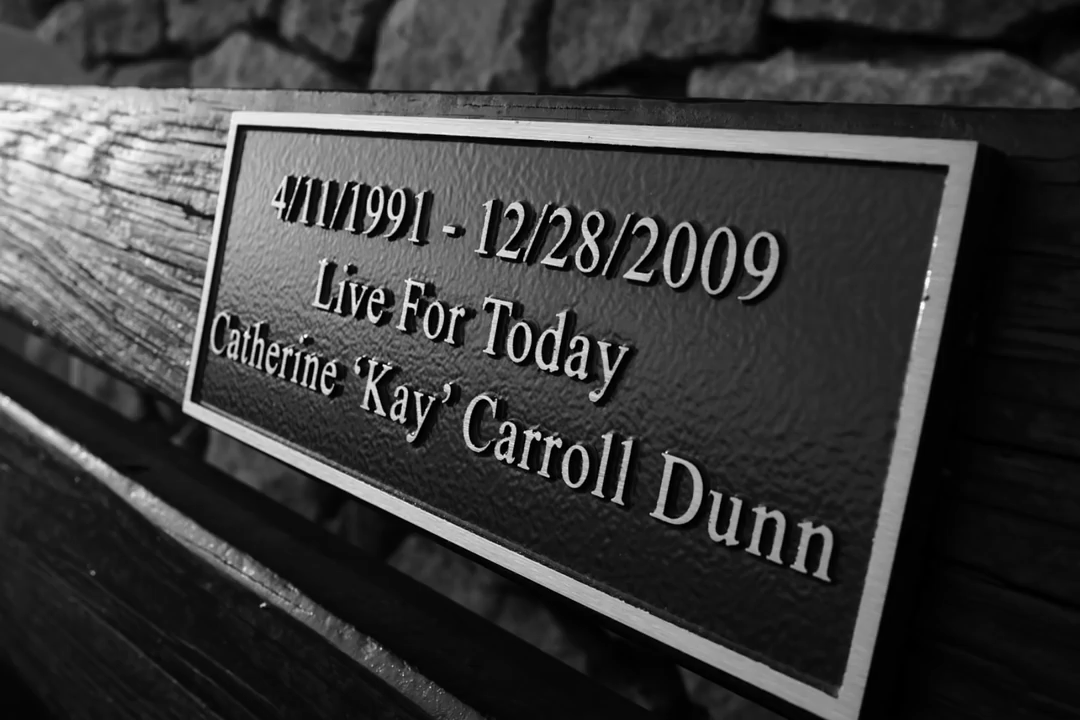 4/11/1991 - 12/28/2009
Live For Today
Catherine ‘Kay’ Carroll Dunn